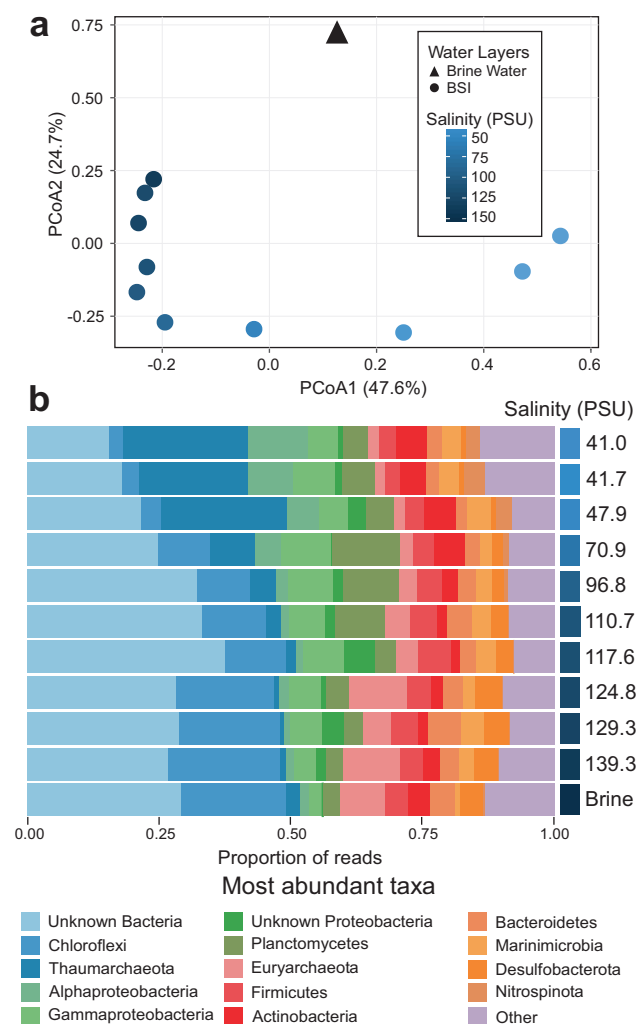 a
0.75
0.50
0.25
0.00
-0.25
PCoA2 (24.7%)
Water Layers
Brine Water
BSI
Salinity (PSU)
50
75
100
125
150
-0.2
0.0
0.2
0.4
0.6
PCoA1 (47.6%)
b
Salinity (PSU)
41.0
41.7
47.9
70.9
96.8
110.7
117.6
124.8
129.3
139.3
Brine
0.00
0.25
0.50
0.75
1.00
Proportion of reads
Most abundant taxa
Unknown Bacteria
Chloroflexi
Thaumarchaeota
Alphaproteobacteria
Gammaproteobacteria
Unknown Proteobacteria
Planctomycetes
Euryarchaeota
Firmicutes
Actinobacteria
Bacteroidetes
Marinimicrobia
Desulfobacterota
Nitrospinota
Other